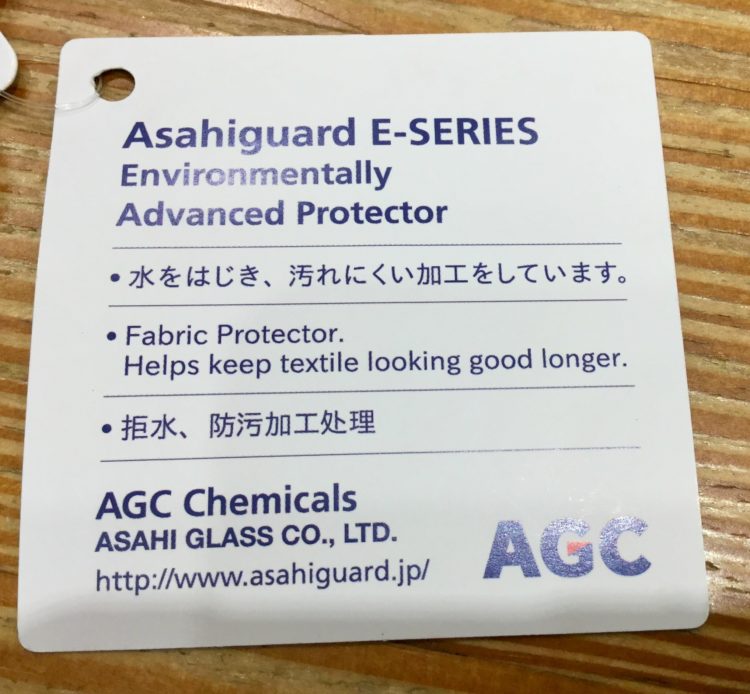 Asahiguard E-SERIES
Environmentally
Advanced Protector
• 水をはじき、汚れにくい加工をしています。
• Fabric Protector.
Helps keep textile looking good longer.
• 拒水、防污加工处理
AGC Chemicals
ASAHI GLASS CO., LTD.
http://www.asahiguard.jp/
AGC